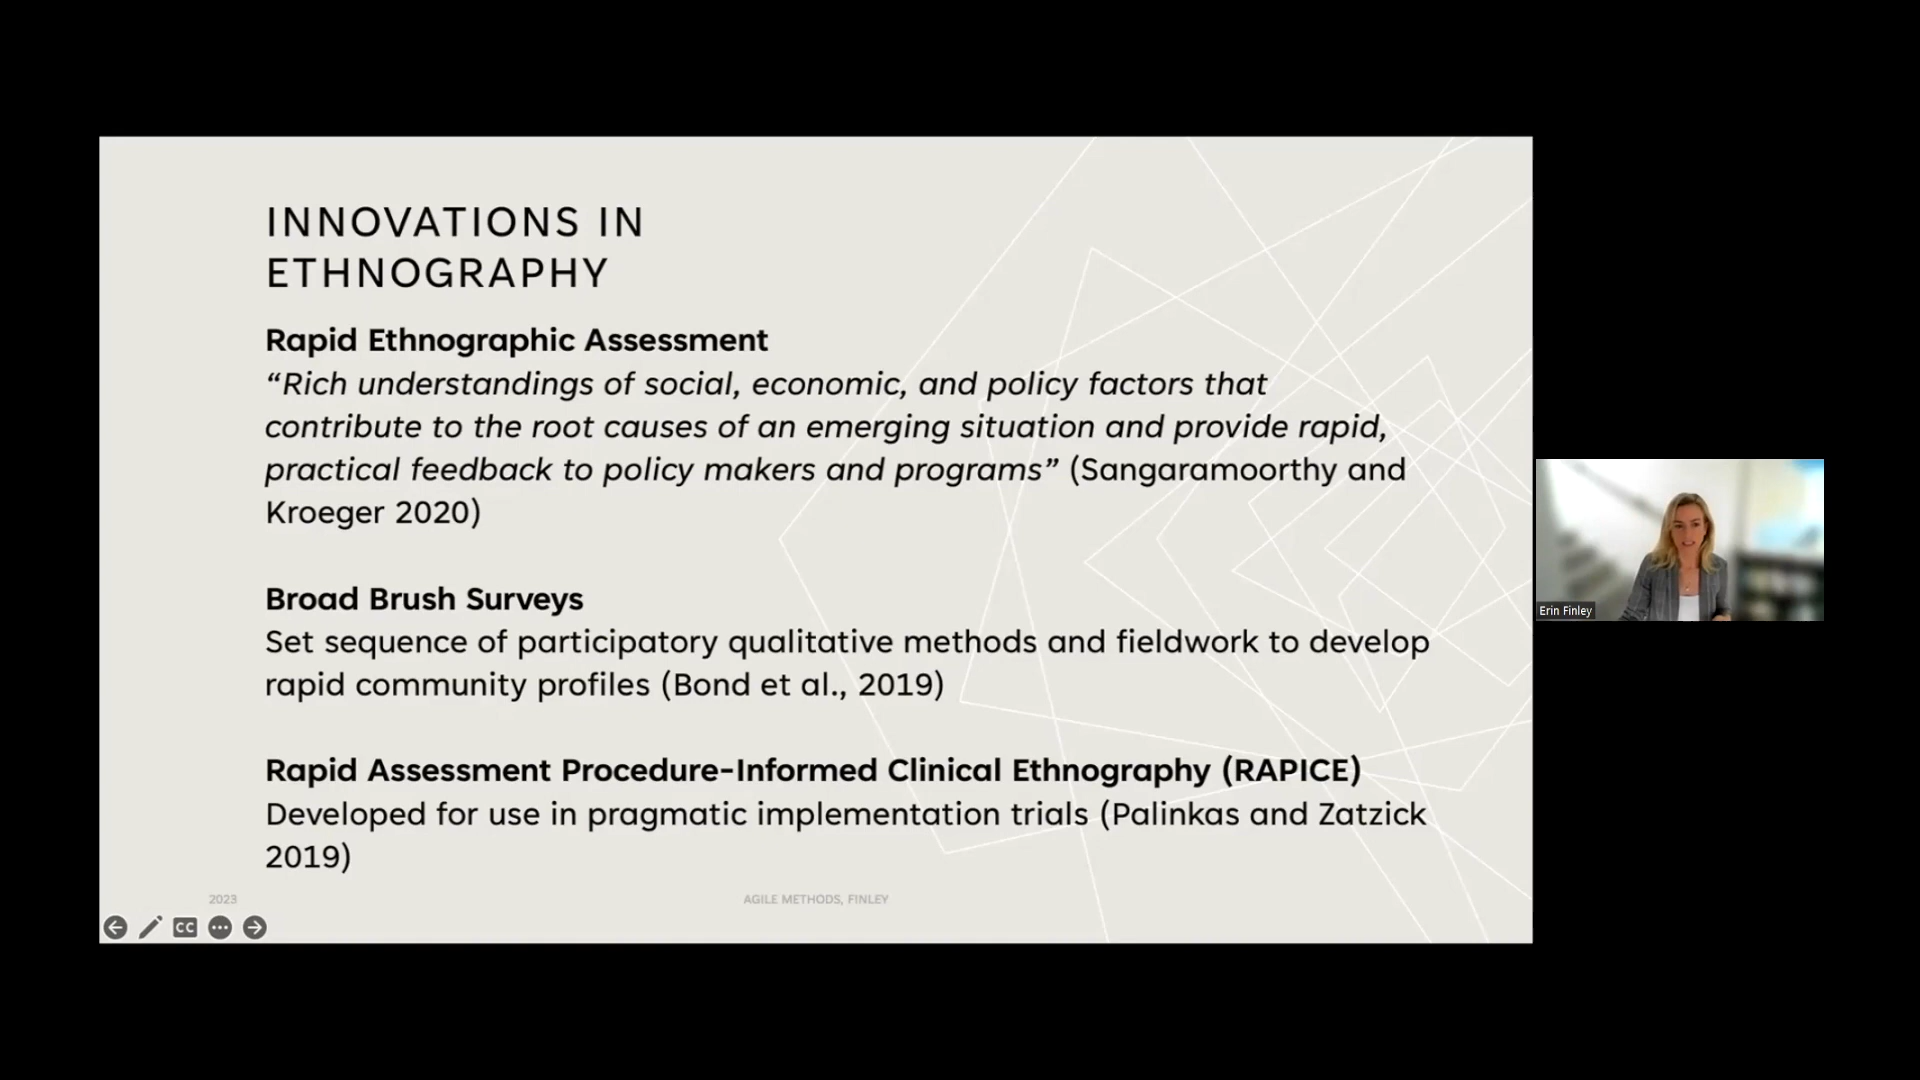 INNOVATIONS IN
ETHNOGRAPHY
Rapid Ethnographic Assessment
“Rich understandings of social, economic, and policy factors that
contribute to the root causes of an emerging situation and provide rapid,
practical feedback to policy makers and programs” (Sangaramoorthy and
Kroeger 2020)
Broad Brush Surveys
Set sequence of participatory qualitative methods and fieldwork to develop
rapid community profiles (Bond et al., 2019)
Rapid Assessment Procedure-Informed Clinical Ethnography (RAPICE)
Developed for use in pragmatic implementation trials (Palinkas and Zatzick
2019)
2023
AGILE METHODS, FINLEY
CC
Erin Finley